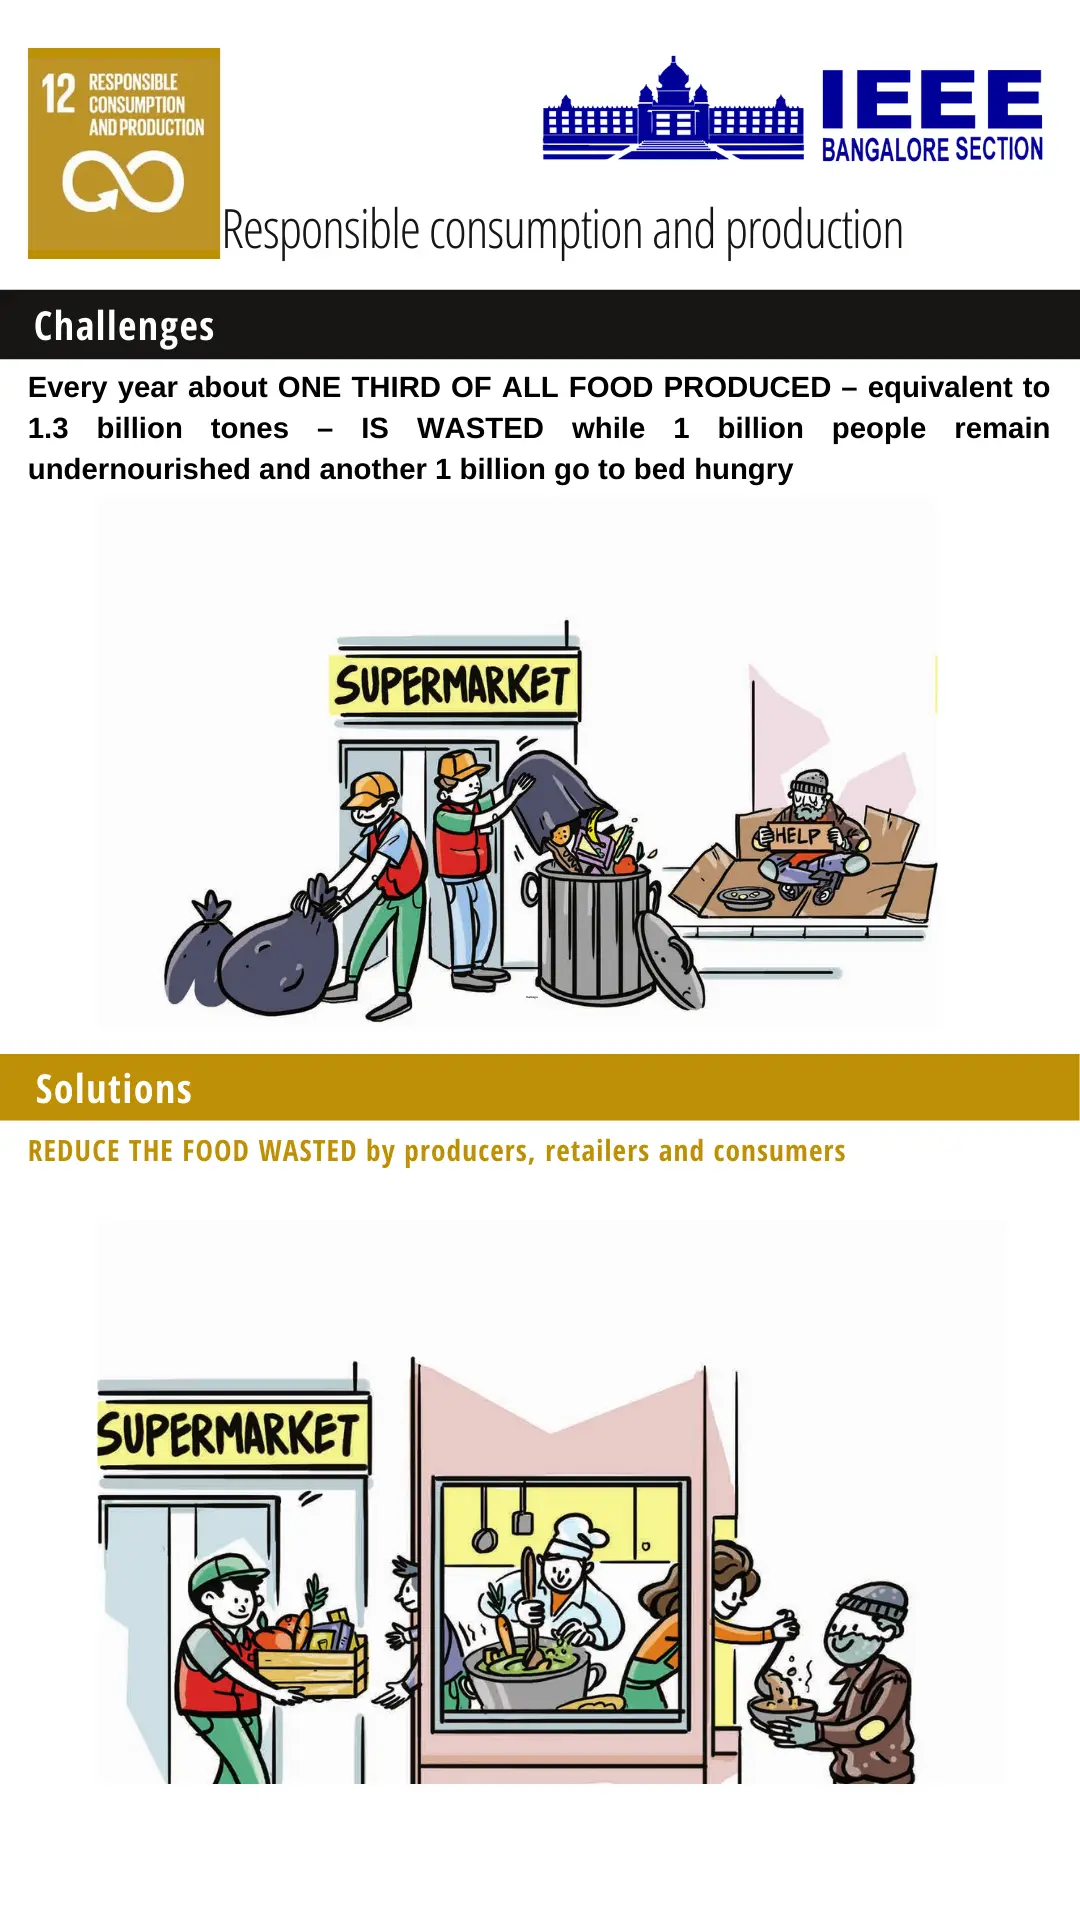 12 RESPONSIBLE
CONSUMPTION
AND PRODUCTION
IEEE
BANGALORE SECTION
Responsible consumption and production
Challenges
Every year about ONE THIRD OF ALL FOOD PRODUCED – equivalent to
1.3 billion tones – IS WASTED while 1 billion people remain
undernourished and another 1 billion go to bed hungry
SUPERMARKET
HELP
Solutions
REDUCE THE FOOD WASTED by producers, retailers and consumers
SUPERMARKET